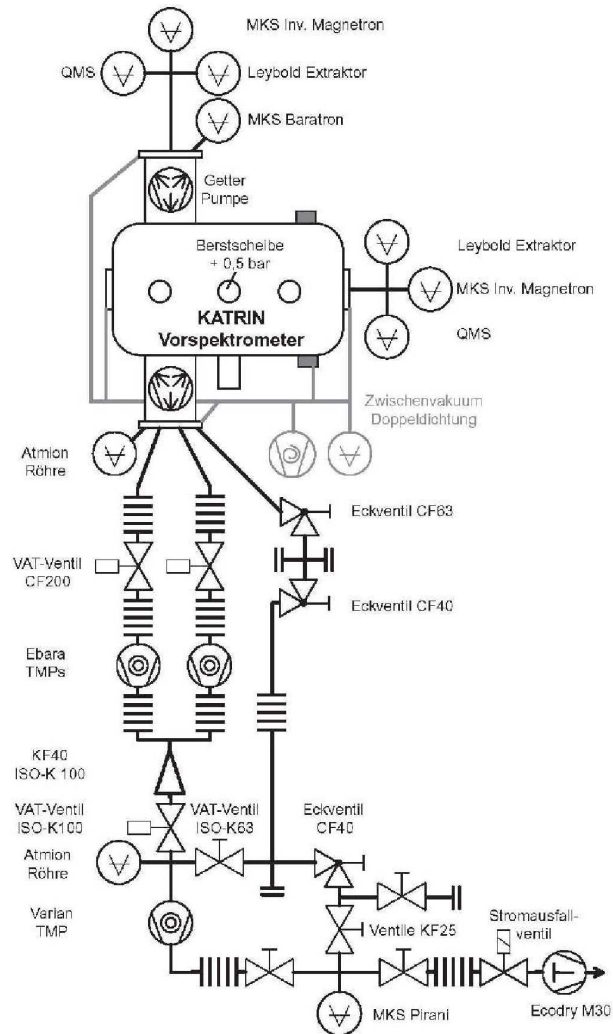 MKS Inv. Magnetron
QMS
Leybold Extraktor
MKS Baratron
Getter
Pumpe
Berstscheibe
+ 0,5 bar
KATRIN
Vorspektrometer
Leybold Extraktor
MKS Inv. Magnetron
QMS
Zwischenvakuum
Doppeldichtung
Atmion
Röhre
Eckventil CF63
VAT-Ventil
CF200
Eckventil CF40
Ebara
TMPs
KF40
ISO-K 100
VAT-Ventil
ISO-K100
VAT-Ventil
ISO-K63
Eckventil
CF40
Atmion
Röhre
Varian
TMP
Ventile KF25
Stromausfall-
ventil
MKS Pirani
Ecodry M30